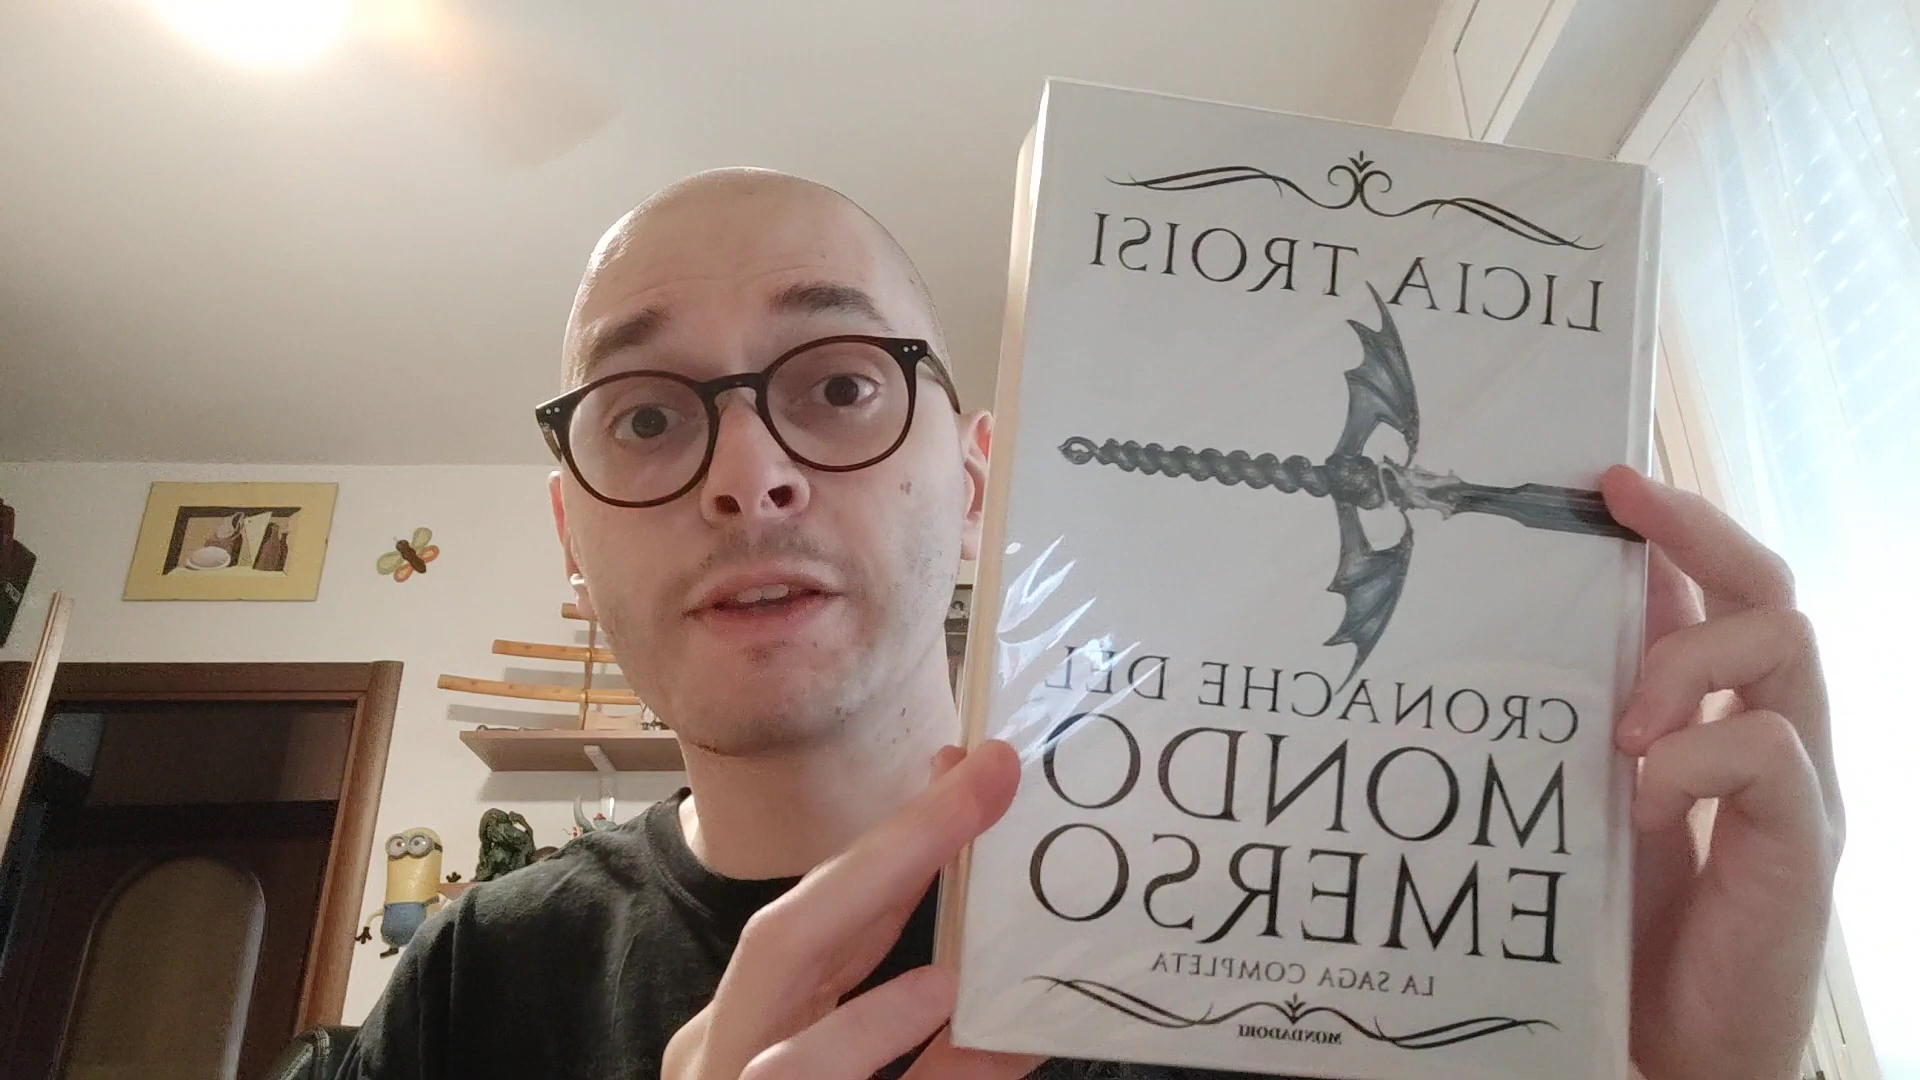 LICIA TROISI
CRONACHE DEL
MONDO
EMERSO
LA SAGA COMPLETA
MONDADORI